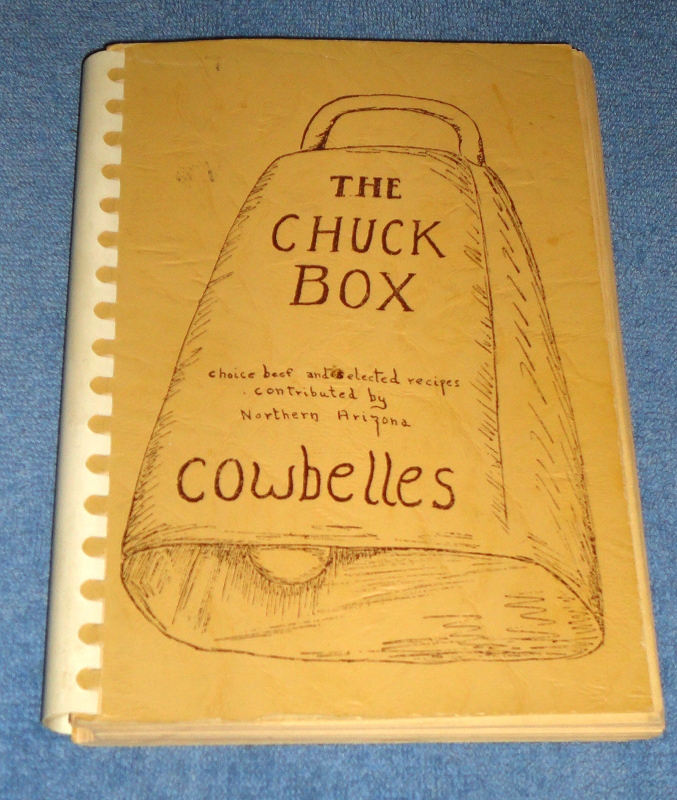 THE
CHUCK
BOX
choice beef and selected recipes
contributed by
Northern Arizona
cowbelles